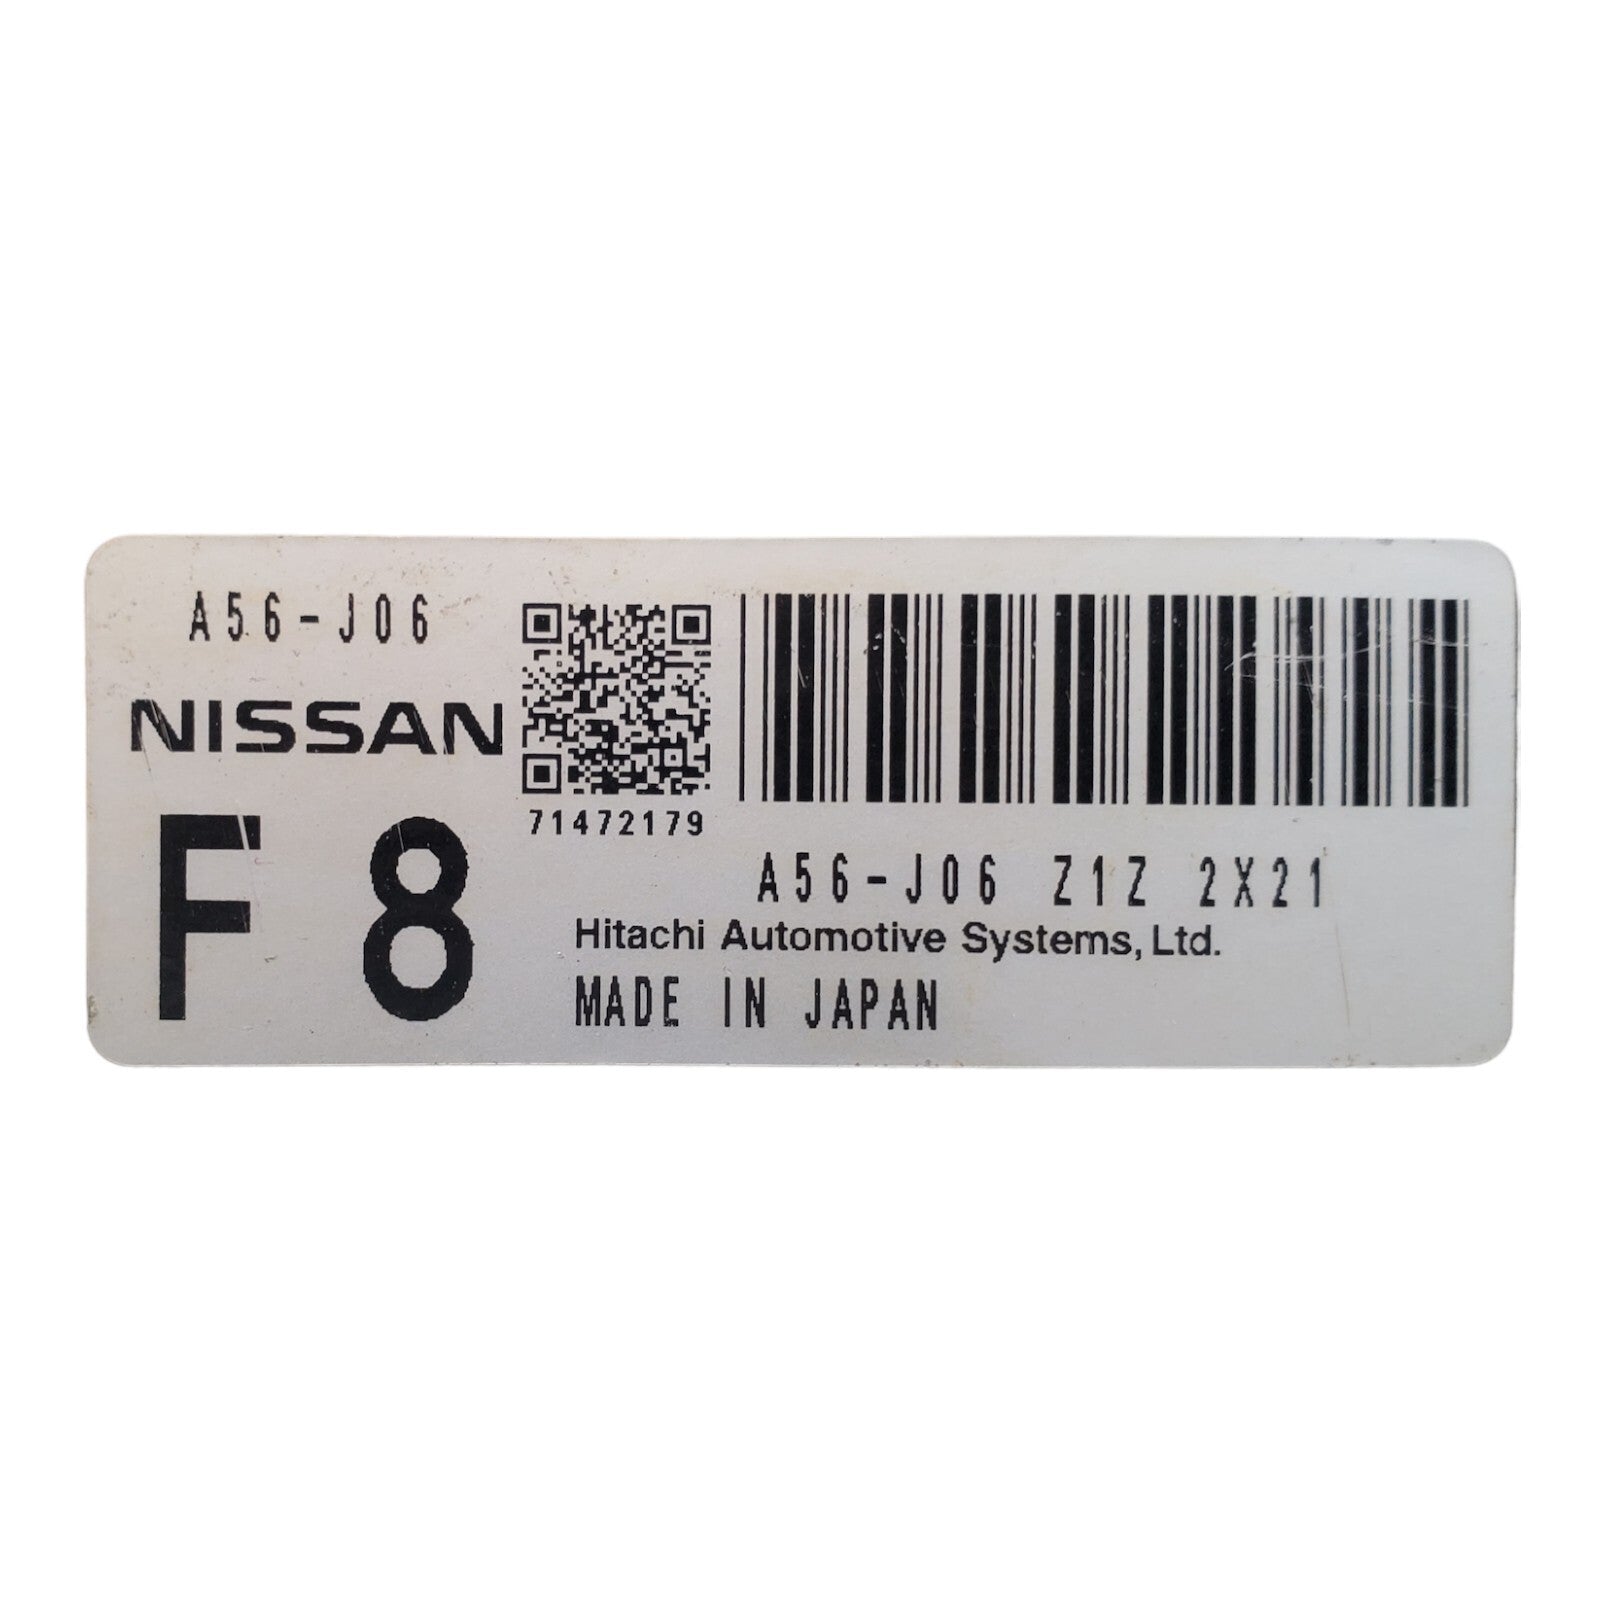 A56-J06
NISSAN
F 8
71472179
A56-J06 Z1Z 2X21
Hitachi Automotive Systems, Ltd.
MADE IN JAPAN